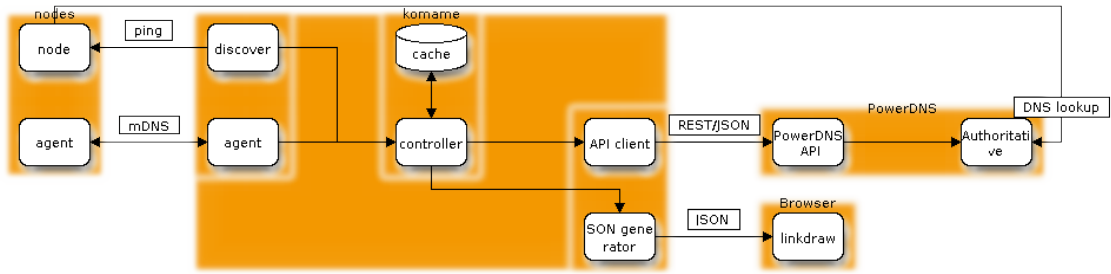 nodes
komame
node
ping
discover
cache
PowerDNS
DNS lookup
agent
mDNS
agent
controller
API client
REST/JSON
PowerDNS
API
Authoritati
ve
SON gene
rator
JSON
Browser
linkdraw